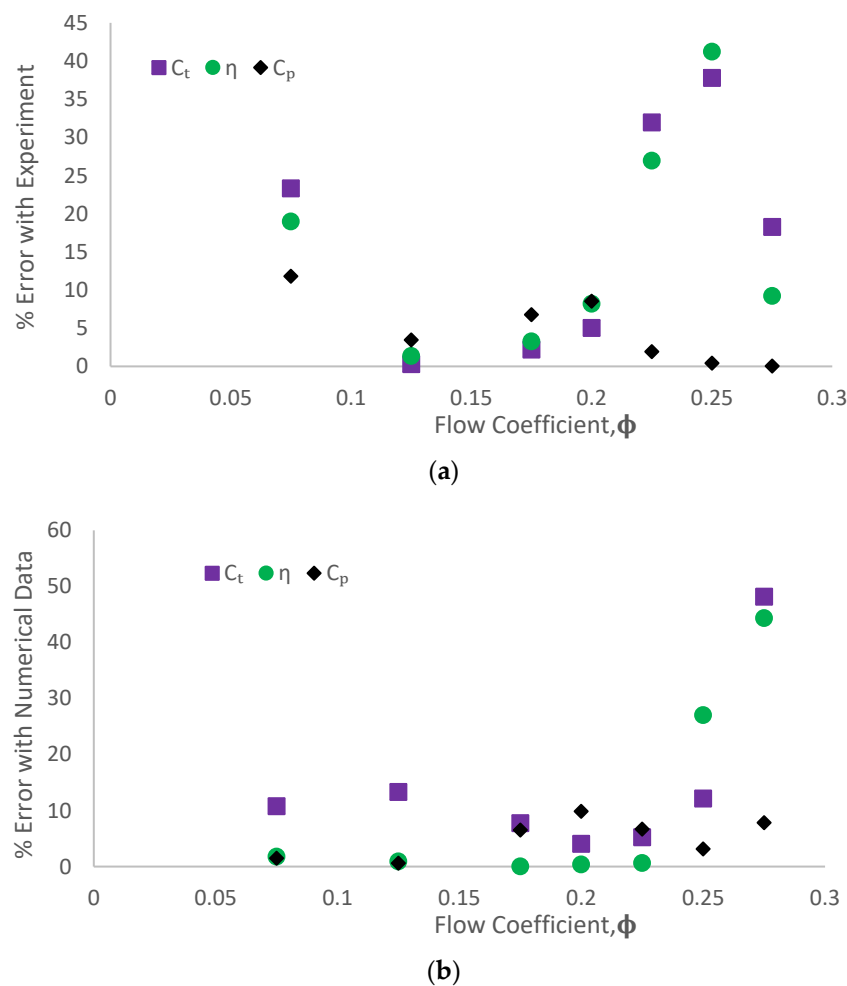 45
40
35
30
25
20
15
10
5
0
% Error with Experiment
Cₜ η Cₚ
0 0.05 0.1 0.15 0.2 0.25 0.3
Flow Coefficient,ϕ
(a)
60
50
40
30
20
10
0
% Error with Numerical Data
Cₜ η Cₚ
0 0.05 0.1 0.15 0.2 0.25 0.3
Flow Coefficient,ϕ
(b)